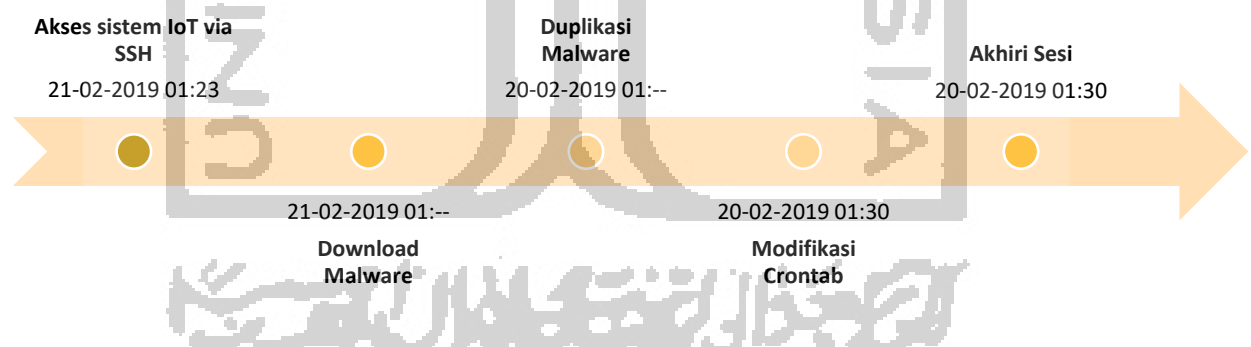 Akses sistem IoT via
SSH
21-02-2019 01:23
21-02-2019 01:--
Download
Malware
Duplikasi
Malware
20-02-2019 01:--
20-02-2019 01:30
Modifikasi
Crontab
Akhiri Sesi
20-02-2019 01:30